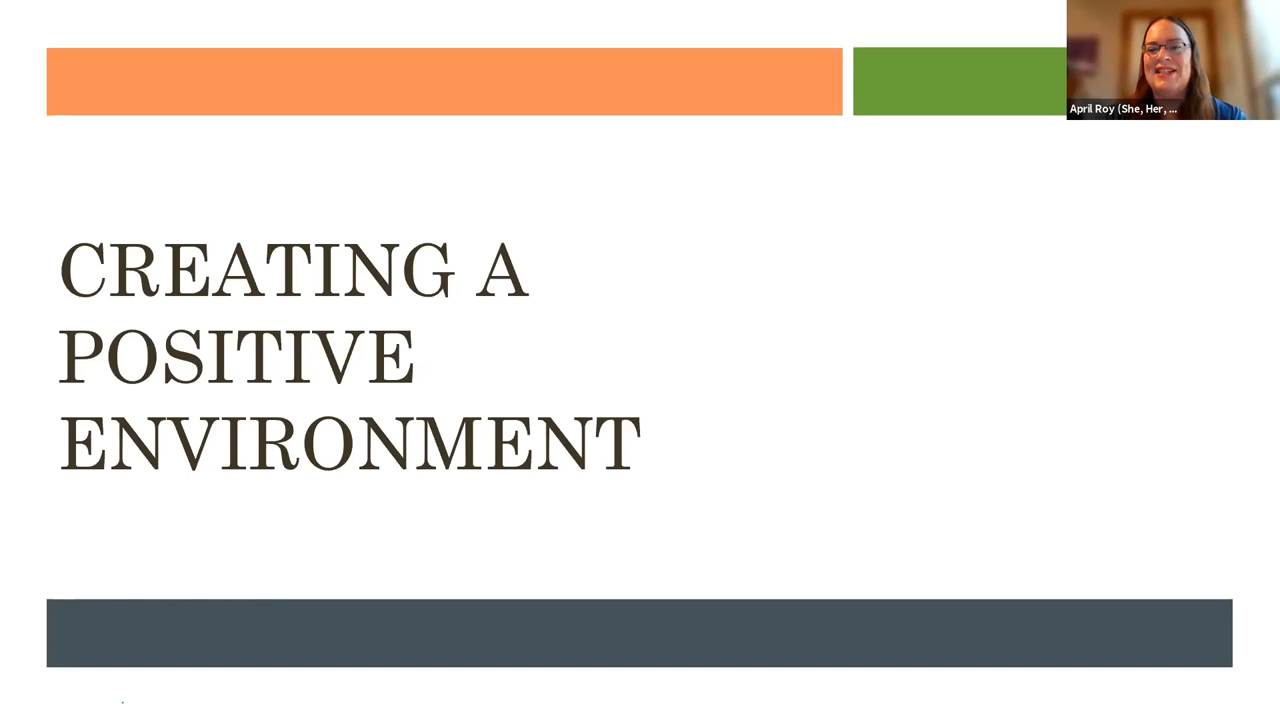 April Roy (She, Her, ...
CREATING A
POSITIVE
ENVIRONMENT